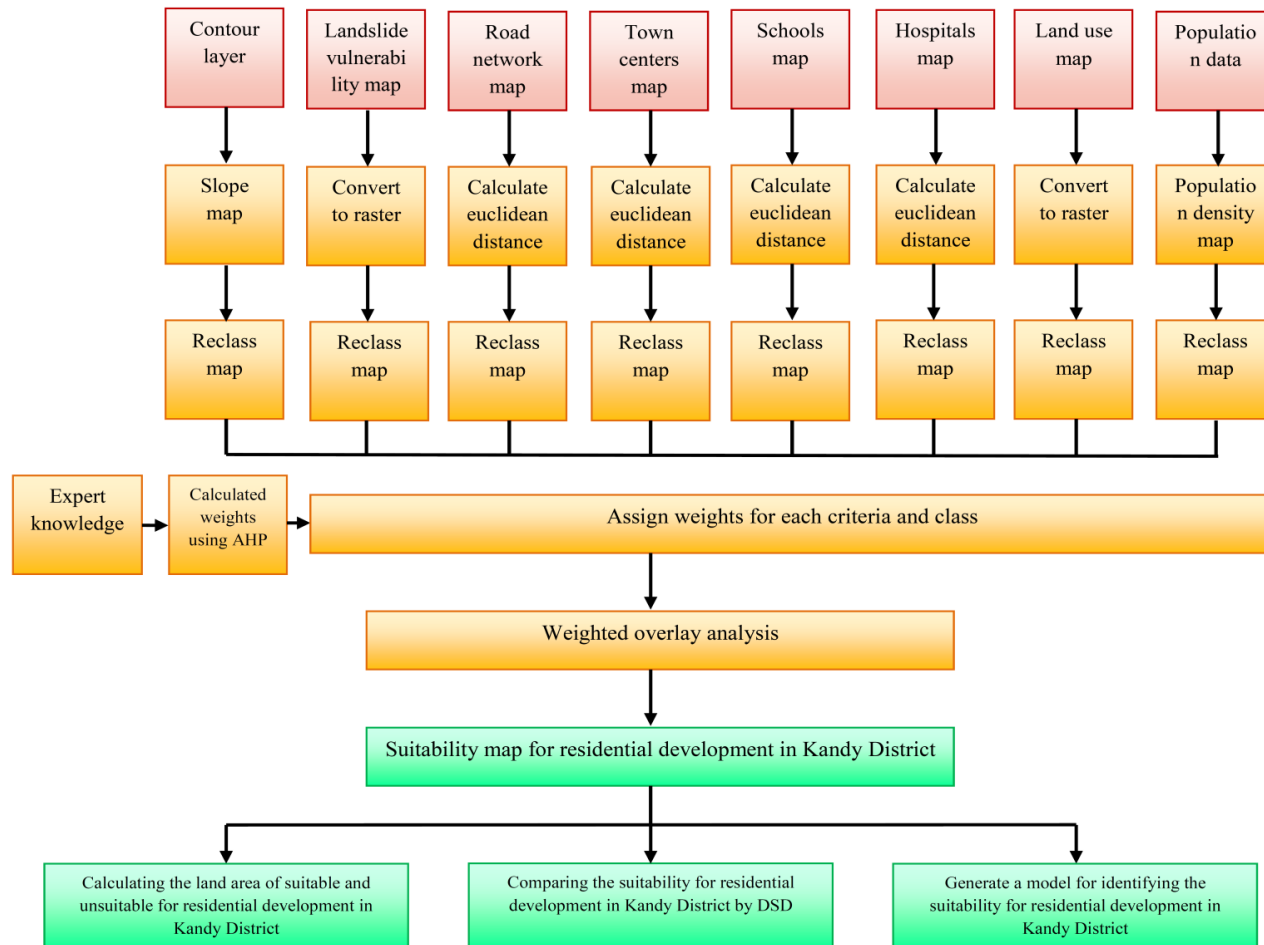 Contour
layer
Landslide
vulnerabi
lity map
Road
network
map
Town
centers
map
Schools
map
Hospitals
map
Land use
map
Populatio
n data
Slope
map
Convert
to raster
Calculate
euclidean
distance
Calculate
euclidean
distance
Calculate
euclidean
distance
Calculate
euclidean
distance
Convert
to raster
Populatio
n density
map
Reclass
map
Reclass
map
Reclass
map
Reclass
map
Reclass
map
Reclass
map
Reclass
map
Reclass
map
Expert
knowledge
Calculated
weights
using AHP
Assign weights for each criteria and class
Weighted overlay analysis
Suitability map for residential development in Kandy District
Calculating the land area of suitable and
unsuitable for residential development in
Kandy District
Comparing the suitability for residential
development in Kandy District by DSD
Generate a model for identifying the
suitability for residential development in
Kandy District